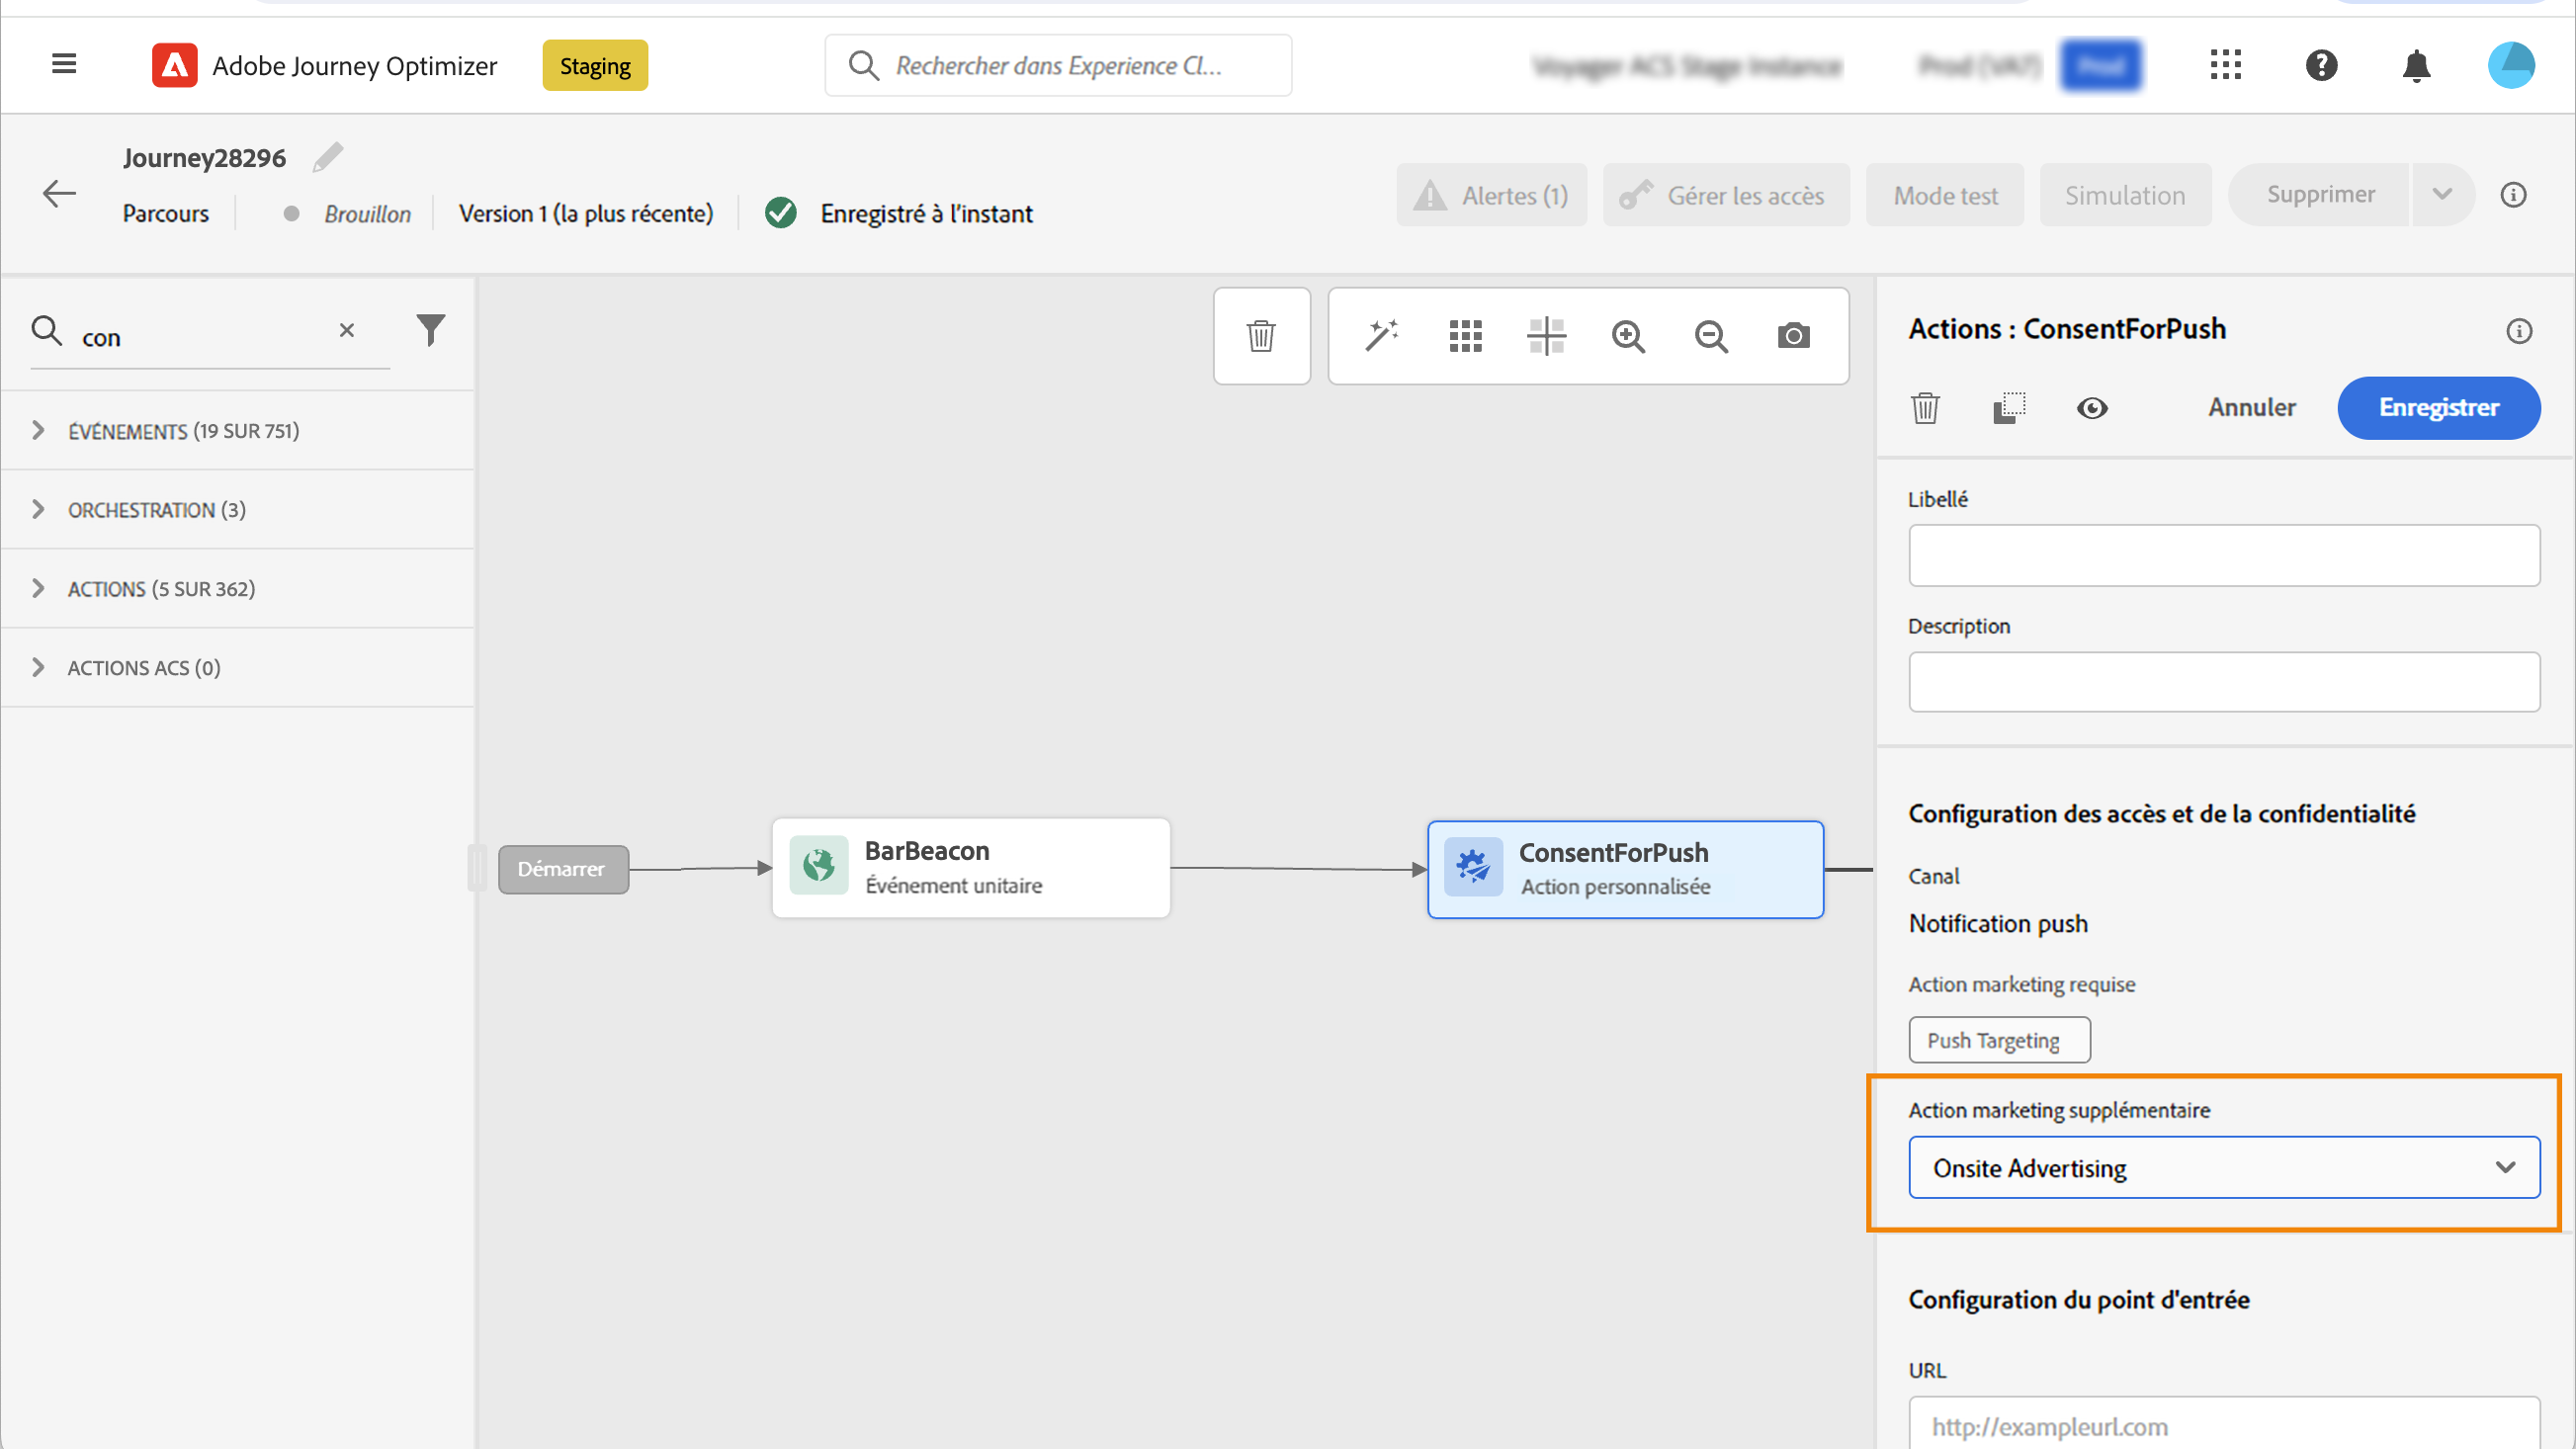 Adobe Journey Optimizer
Staging
Rechercher dans Experience Cl...
Journey28296
Parcours
Brouillon
Version 1 (la plus récente)
Enregistré à l'instant
Alertes (1)
Gérer les accès
Mode test
Simulation
Supprimer
con
ÉVÉNEMENTS (19 SUR 751)
ORCHESTRATION (3)
ACTIONS (5 SUR 362)
ACTIONS ACS (0)
Démarrer
BarBeacon
Événement unitaire
ConsentForPush
Action personnalisée
Actions : ConsentForPush
Annuler
Enregistrer
Libellé
Description
Configuration des accès et de la confidentialité
Canal
Notification push
Action marketing requise
Push Targeting
Action marketing supplémentaire
Onsite Advertising
Configuration du point d'entrée
URL
http://exampleurl.com